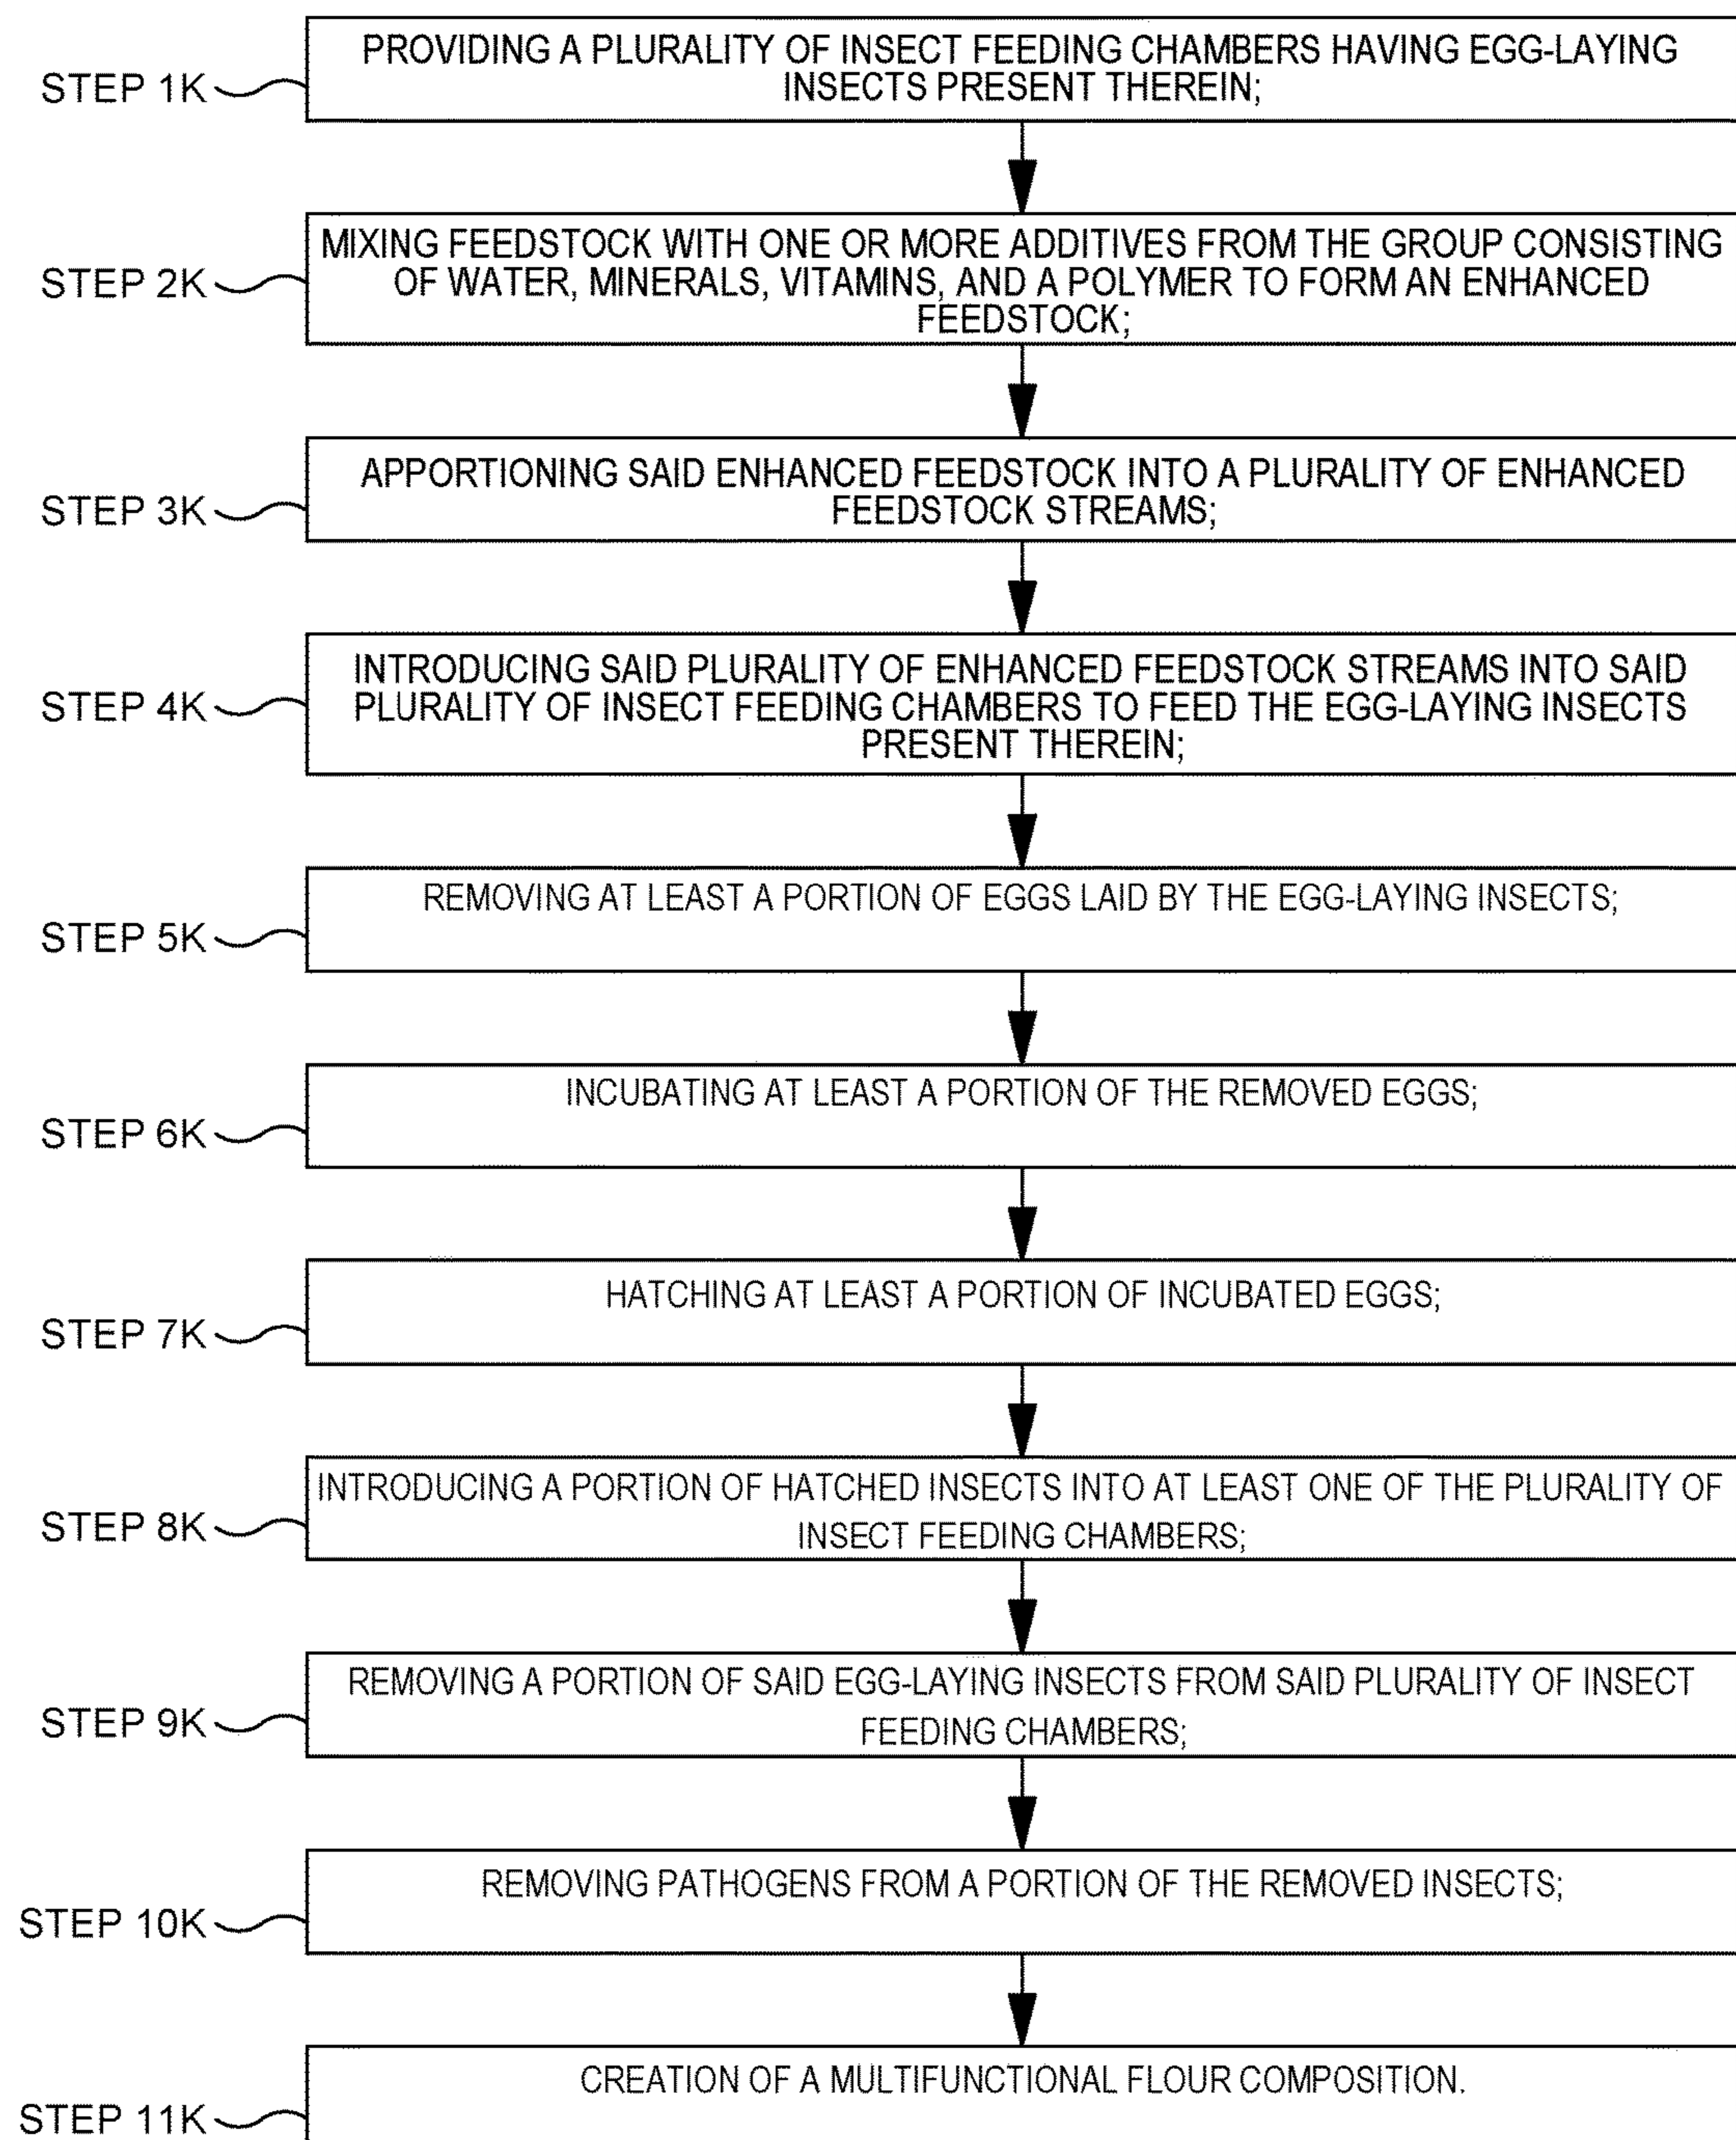 STEP 1K
PROVIDING A PLURALITY OF INSECT FEEDING CHAMBERS HAVING EGG-LAYING
INSECTS PRESENT THEREIN;
STEP 2K
MIXING FEEDSTOCK WITH ONE OR MORE ADDITIVES FROM THE GROUP CONSISTING
OF WATER, MINERALS, VITAMINS, AND A POLYMER TO FORM AN ENHANCED
FEEDSTOCK;
STEP 3K
APPORTIONING SAID ENHANCED FEEDSTOCK INTO A PLURALITY OF ENHANCED
FEEDSTOCK STREAMS;
STEP 4K
INTRODUCING SAID PLURALITY OF ENHANCED FEEDSTOCK STREAMS INTO SAID
PLURALITY OF INSECT FEEDING CHAMBERS TO FEED THE EGG-LAYING INSECTS
PRESENT THEREIN;
STEP 5K
REMOVING AT LEAST A PORTION OF EGGS LAID BY THE EGG-LAYING INSECTS;
STEP 6K
INCUBATING AT LEAST A PORTION OF THE REMOVED EGGS;
STEP 7K
HATCHING AT LEAST A PORTION OF INCUBATED EGGS;
STEP 8K
INTRODUCING A PORTION OF HATCHED INSECTS INTO AT LEAST ONE OF THE PLURALITY OF
INSECT FEEDING CHAMBERS;
STEP 9K
REMOVING A PORTION OF SAID EGG-LAYING INSECTS FROM SAID PLURALITY OF INSECT
FEEDING CHAMBERS;
STEP 10K
REMOVING PATHOGENS FROM A PORTION OF THE REMOVED INSECTS;
STEP 11K
CREATION OF A MULTIFUNCTIONAL FLOUR COMPOSITION.